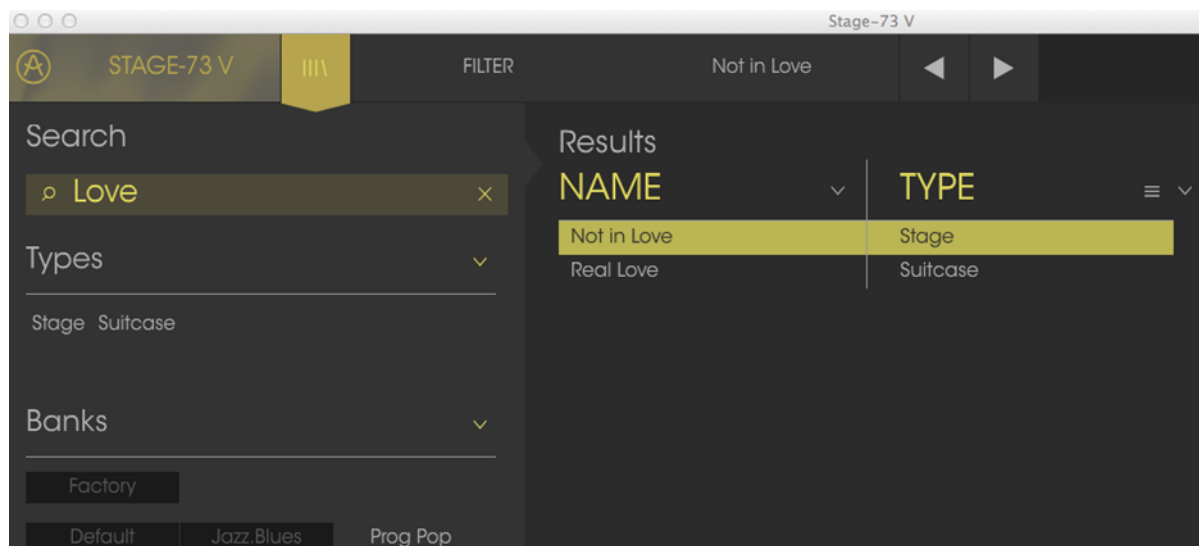 Stage-73 V
STAGE-73 V FILTER Not in Love
Search
Love
Types
Stage Suitcase
Banks
Factory
Default Jazz.Blues Prog Pop
Results
NAME TYPE
Not in Love Stage
Real Love Suitcase